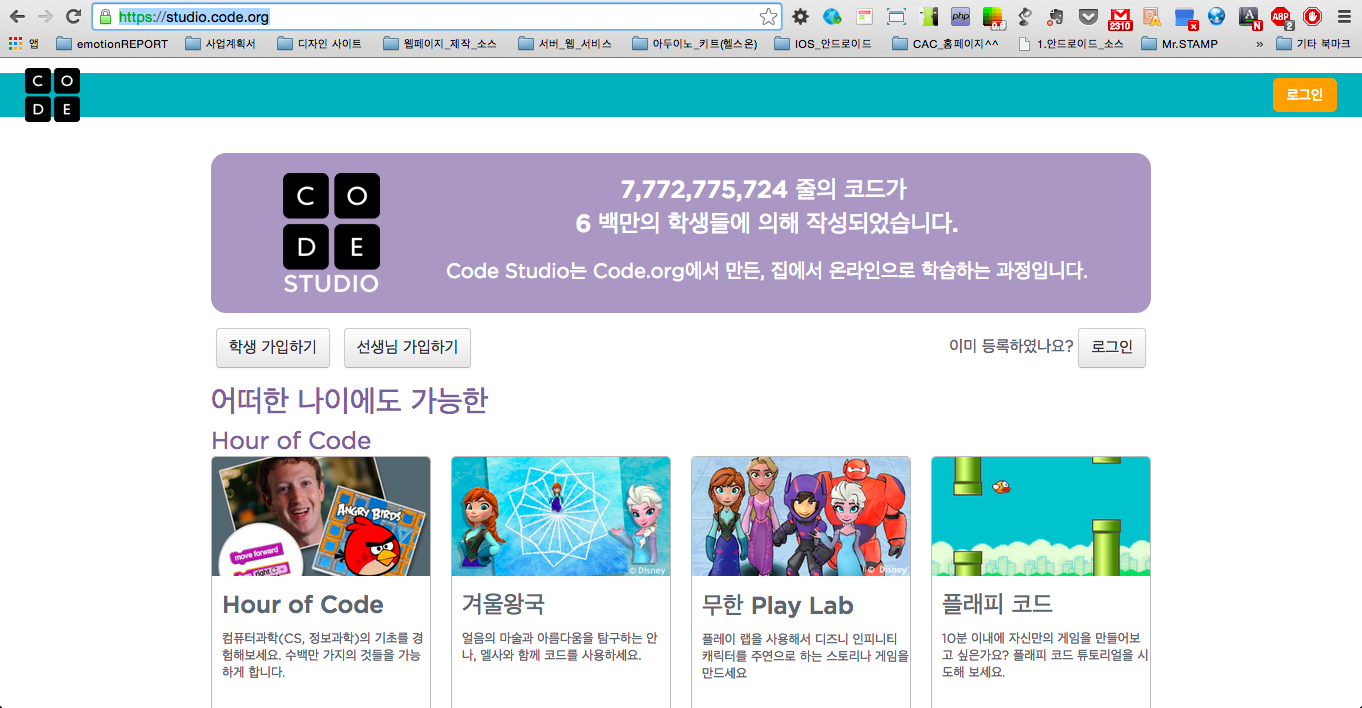 https://studio.code.org
php
0.6
2310
N
ABP
2
앱
emotionREPORT
사업계획서
디자인 사이트
웹페이지_제작_소스
서버_웹_서비스
아두이노_키트(헬스온)
IOS_안드로이드
CAC_홈페이지^^
1.안드로이드_소스
Mr.STAMP
»
기타 북마크
C O
D E
로그인
C O
D E
STUDIO
7,772,775,724 줄의 코드가
6 백만의 학생들에 의해 작성되었습니다.
Code Studio는 Code.org에서 만든, 집에서 온라인으로 학습하는 과정입니다.
학생 가입하기
선생님 가입하기
이미 등록하였나요?
로그인
어떠한 나이에도 가능한
Hour of Code
ANGRY BIRDS
move forward
right
© Disney
© Disney
Hour of Code
컴퓨터과학(CS, 정보과학)의 기초를 경
험해보세요. 수백만 가지의 것들을 가능
하게 합니다.
겨울왕국
얼음의 마술과 아름다움을 탐구하는 안
나, 엘사와 함께 코드를 사용하세요.
무한 Play Lab
플레이 랩을 사용해서 디즈니 인피니티
캐릭터를 주연으로 하는 스토리나 게임을
만드세요
플래피 코드
10분 이내에 자신만의 게임을 만들어보
고 싶은가요? 플래피 코드 튜토리얼을 시
도해 보세요.